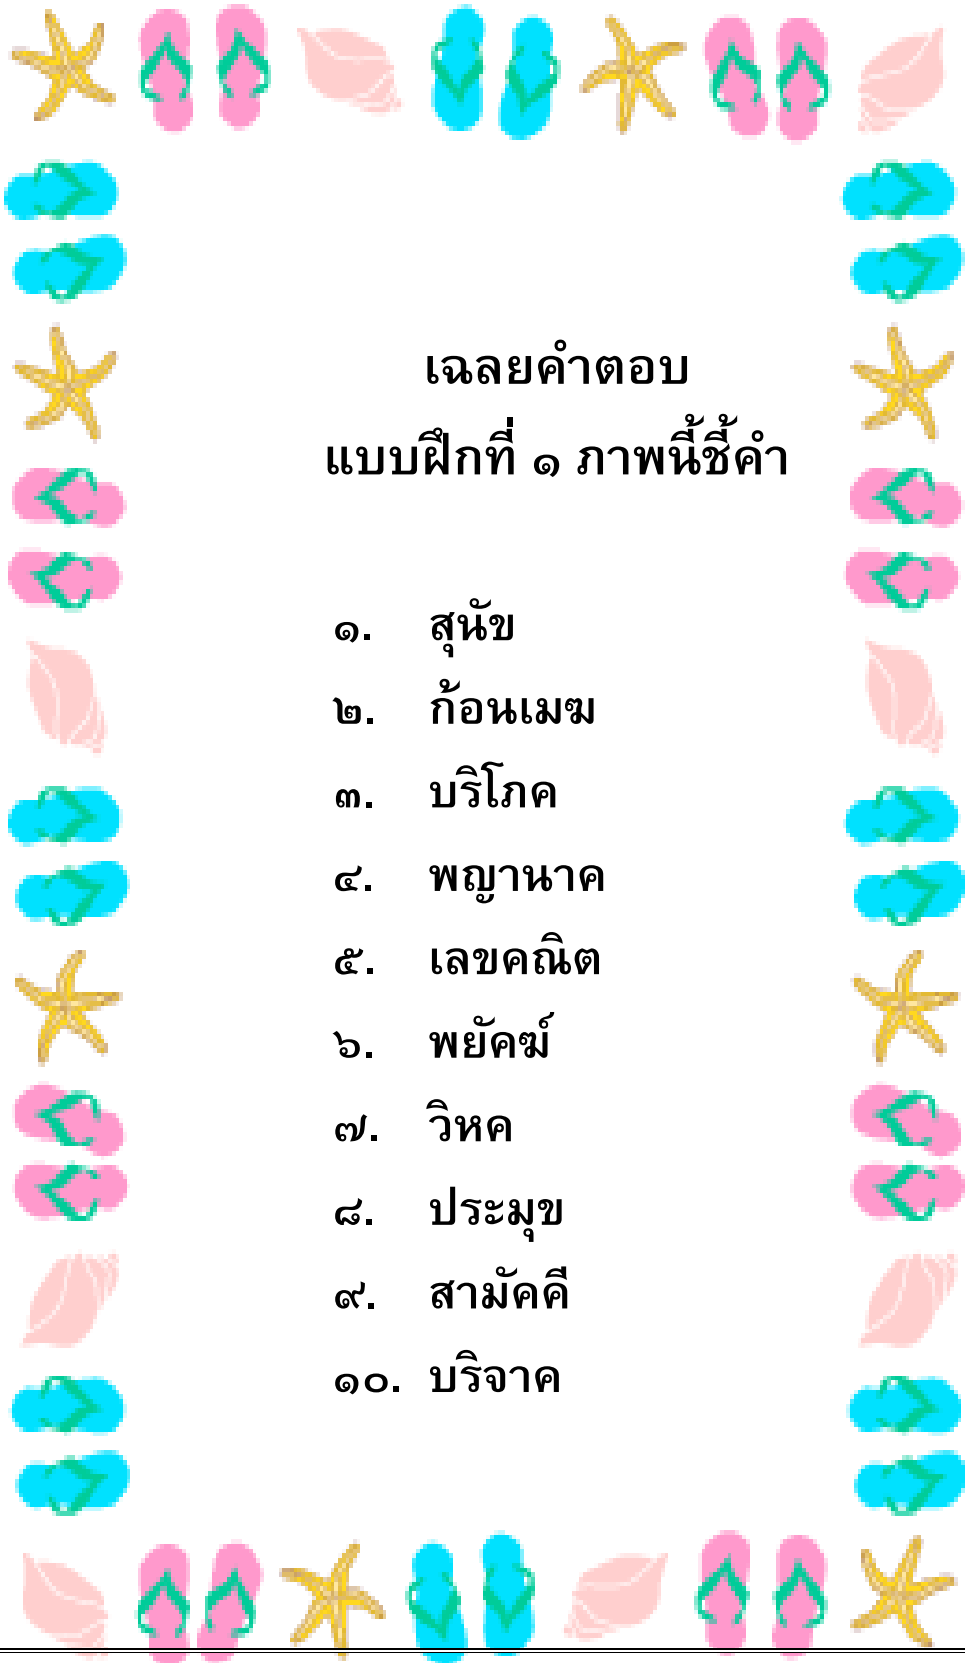 เฉลยคำตอบ
แบบฝึกที่ ๑ ภาพนี้ชี้คำ
๑. สุนัข
๒. ก้อนเมฆ
๓. บริโภค
๔. พญานาค
๕. เลขคณิต
๖. พยัคฆ์
๗. วิหค
๘. ประมุข
๙. สามัคคี
๑๐. บริจาค